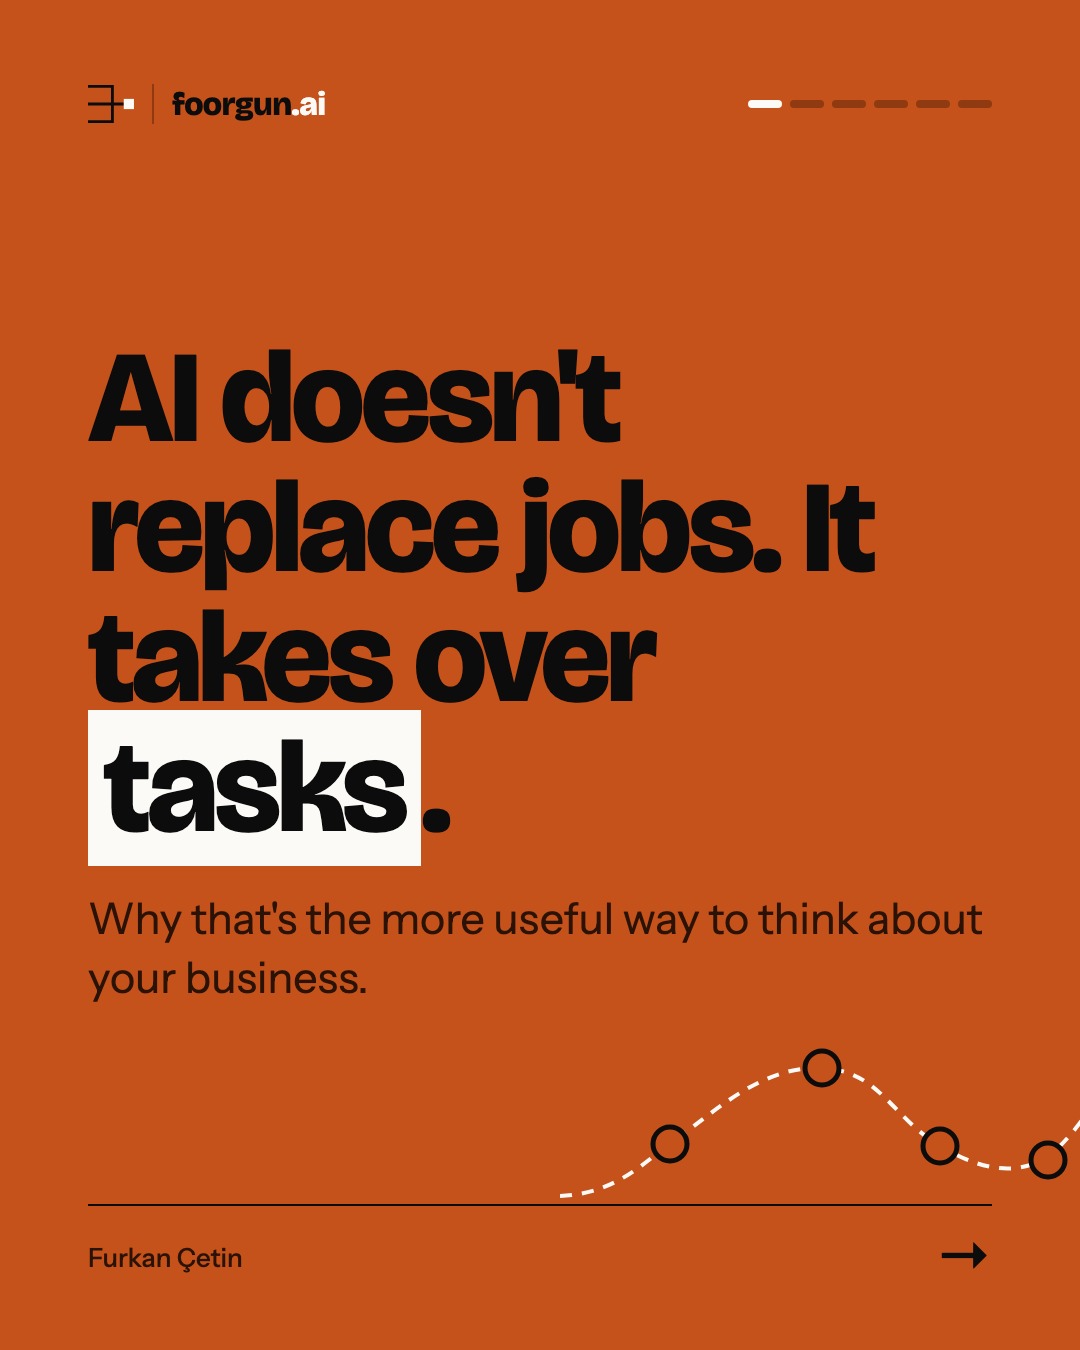 foorgun.ai
AI doesn't
replace jobs. It
takes over
tasks.
Why that's the more useful way to think about
your business.
Furkan Çetin